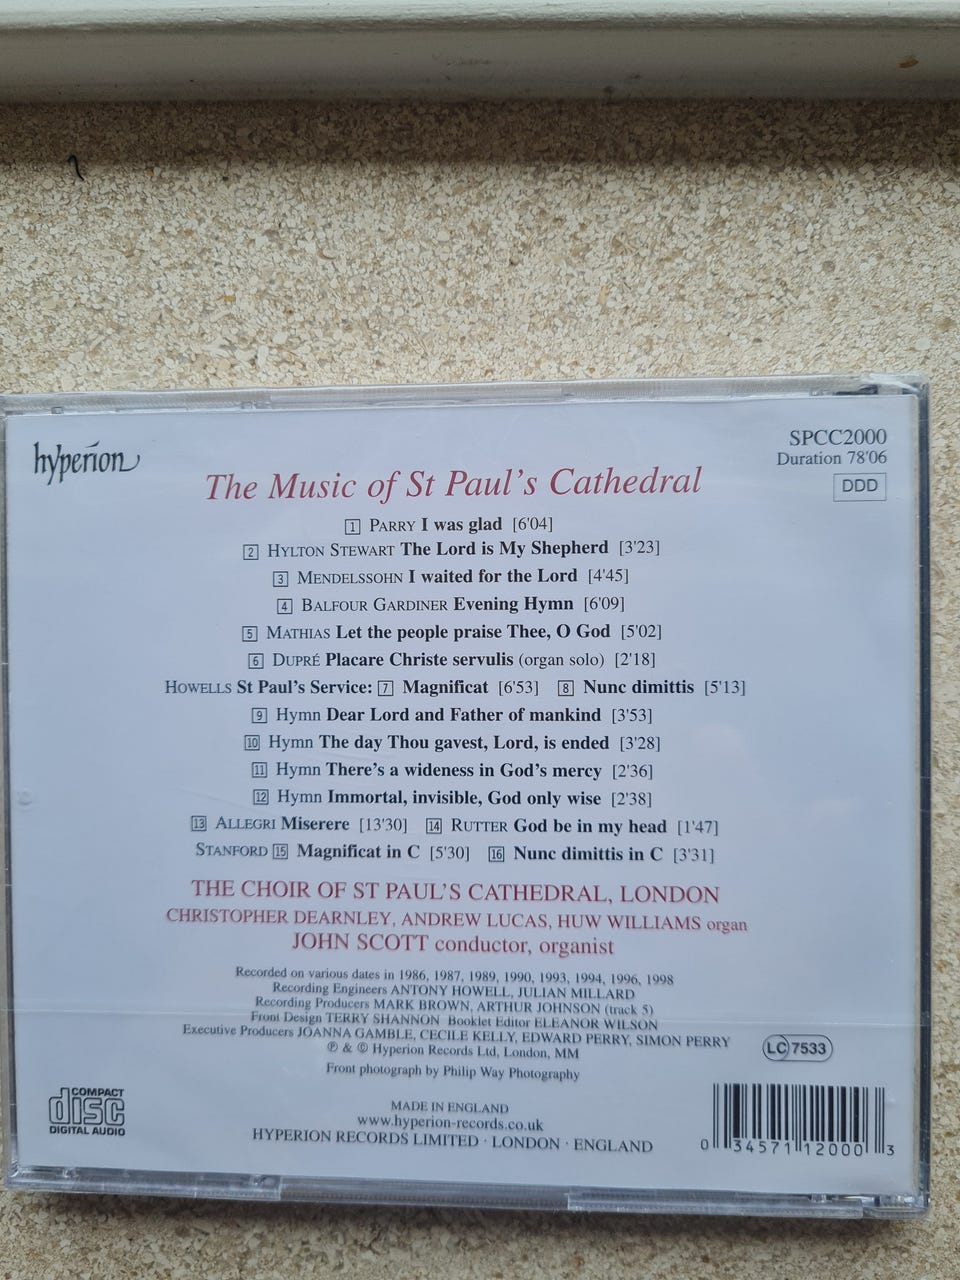 hyperion
SPCC2000
Duration 78'06
DDD
The Music of St Paul's Cathedral
1 PARRY I was glad [6'04]
2 HYLTON STEWART The Lord is My Shepherd [3'23]
3 MENDELSSOHN I waited for the Lord [4'45]
4 BALFOUR GARDINER Evening Hymn [6'09]
5 MATHIAS Let the people praise Thee, O God [5'02]
6 DUPRÉ Placare Christe servulis (organ solo) [2'18]
HOWELLS St Paul's Service: 7 Magnificat [6'53] 8 Nunc dimittis [5'13]
9 Hymn Dear Lord and Father of mankind [3'53]
10 Hymn The day Thou gavest, Lord, is ended [3'28]
11 Hymn There's a wideness in God's mercy [2'36]
12 Hymn Immortal, invisible, God only wise [2'38]
13 ALLEGRI Miserere [13'30] 14 RUTTER God be in my head [1'47]
STANFORD 15 Magnificat in C [5'30] 16 Nunc dimittis in C [3'31]
THE CHOIR OF ST PAUL'S CATHEDRAL, LONDON
CHRISTOPHER DEARNLEY, ANDREW LUCAS, HUW WILLIAMS organ
JOHN SCOTT conductor, organist
Recorded on various dates in 1986, 1987, 1989, 1990, 1993, 1994, 1996, 1998
Recording Engineers ANTONY HOWELL, JULIAN MILLARD
Recording Producers MARK BROWN, ARTHUR JOHNSON (track 5)
Front Design TERRY SHANNON Booklet Editor ELEANOR WILSON
Executive Producers JOANNA GAMBLE, CECILE KELLY, EDWARD PERRY, SIMON PERRY
℗ & © Hyperion Records Ltd, London, MM
Front photograph by Philip Way Photography
LC 7533
COMPACT
disc
DIGITAL AUDIO
MADE IN ENGLAND
www.hyperion-records.co.uk
HYPERION RECORDS LIMITED · LONDON · ENGLAND
0 34571 12000 3